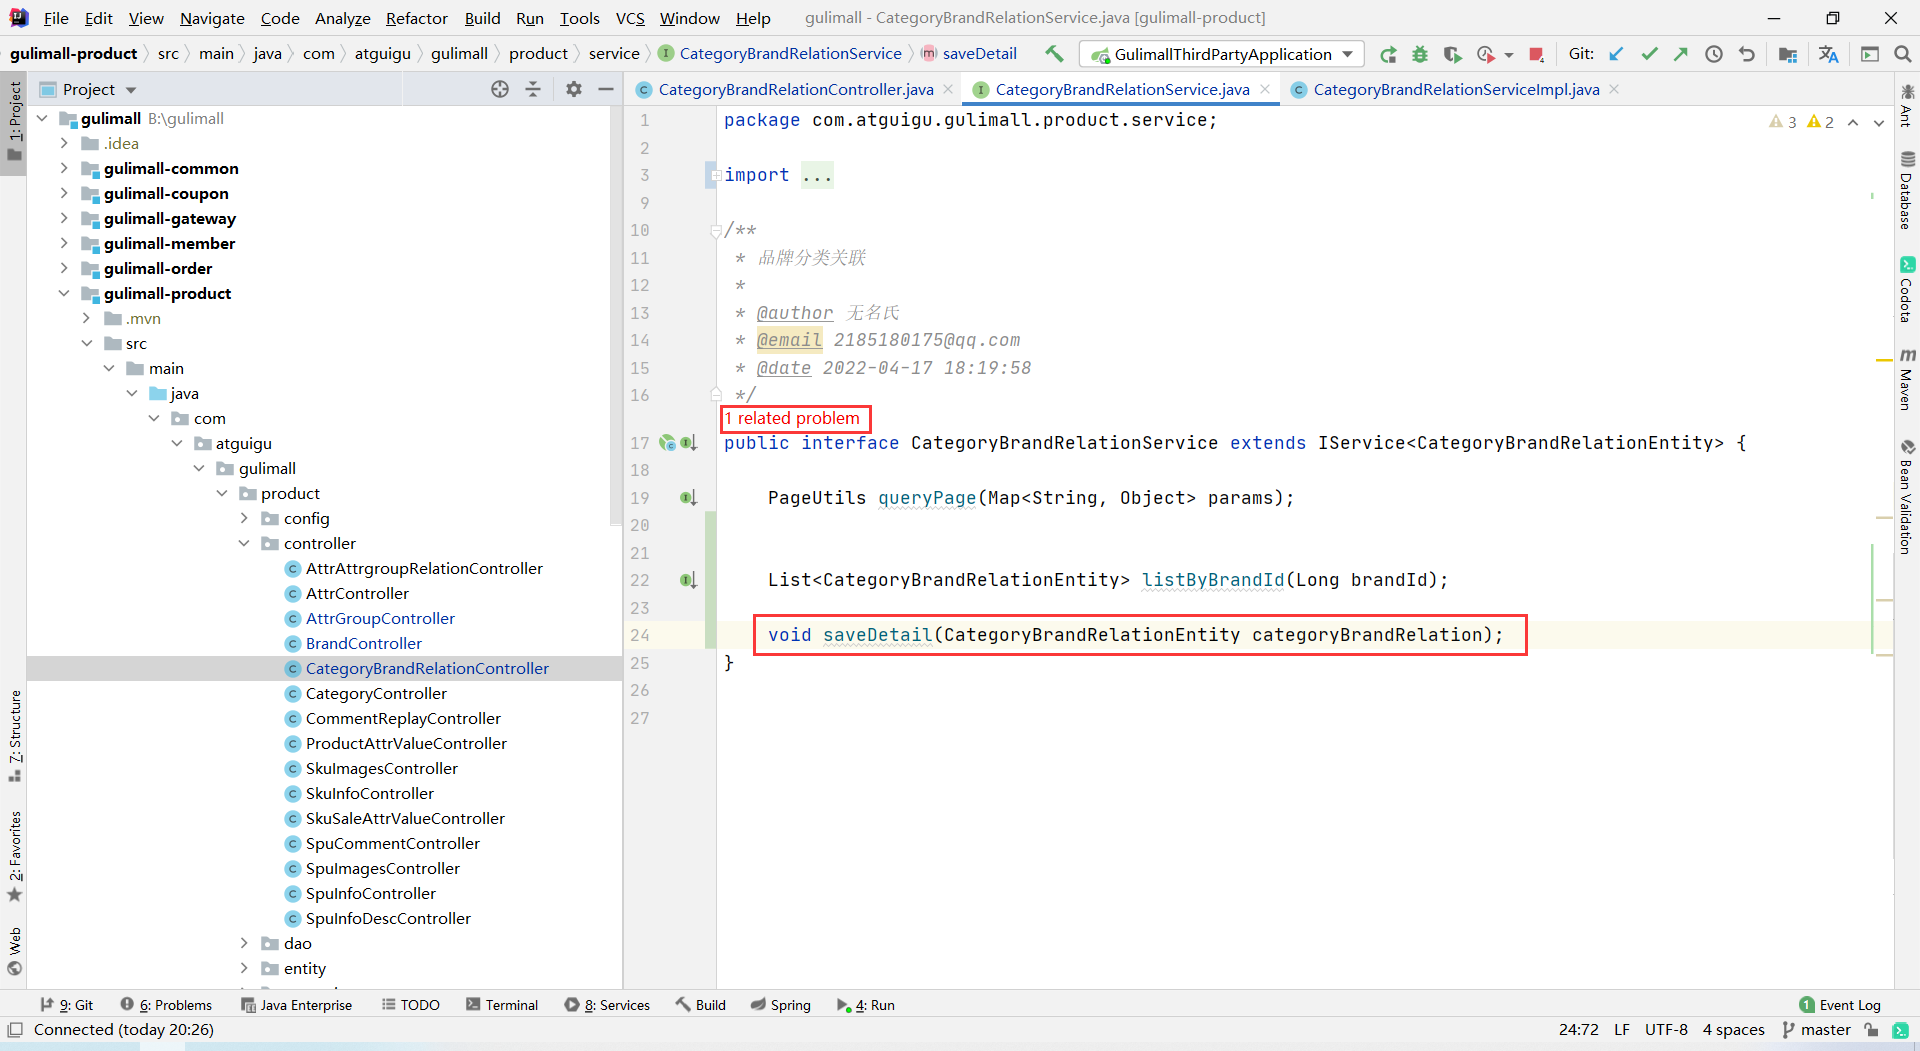 File Edit View Navigate Code Analyze Refactor Build Run Tools VCS Window Help gulimall - CategoryBrandRelationService.java [gulimall-product]
gulimall-product src main java com atguigu gulimall product service CategoryBrandRelationService saveDetail GulimallThirdPartyApplication Git:
Project
CategoryBrandRelationController.java CategoryBrandRelationService.java CategoryBrandRelationServiceImpl.java
1: Project
7: Structure
2: Favorites
Web
gulimall B:\gulimall
.idea
gulimall-common
gulimall-coupon
gulimall-gateway
gulimall-member
gulimall-order
gulimall-product
.mvn
src
main
java
com
atguigu
gulimall
product
config
controller
AttrAttrgroupRelationController
AttrController
AttrGroupController
BrandController
CategoryBrandRelationController
CategoryController
CommentReplayController
ProductAttrValueController
SkuImagesController
SkuInfoController
SkuSaleAttrValueController
SpuCommentController
SpuImagesController
SpuInfoController
SpuInfoDescController
dao
entity
1 package com.atguigu.gulimall.product.service;
2
3 import ...
9
10 /**
11 * 品牌分类关联
12 *
13 * @author 无名氏
14 * @email 2185180175@qq.com
15 * @date 2022-04-17 18:19:58
16 */
1 related problem
17 public interface CategoryBrandRelationService extends IService<CategoryBrandRelationEntity> {
18
19 PageUtils queryPage(Map<String, Object> params);
20
21
22 List<CategoryBrandRelationEntity> listByBrandId(Long brandId);
23
24 void saveDetail(CategoryBrandRelationEntity categoryBrandRelation);
25 }
26
27
3 2
Ant
Database
Codota
Maven
Bean Validation
9: Git 6: Problems Java Enterprise TODO Terminal 8: Services Build Spring 4: Run 1 Event Log
Connected (today 20:26) 24:72 LF UTF-8 4 spaces master